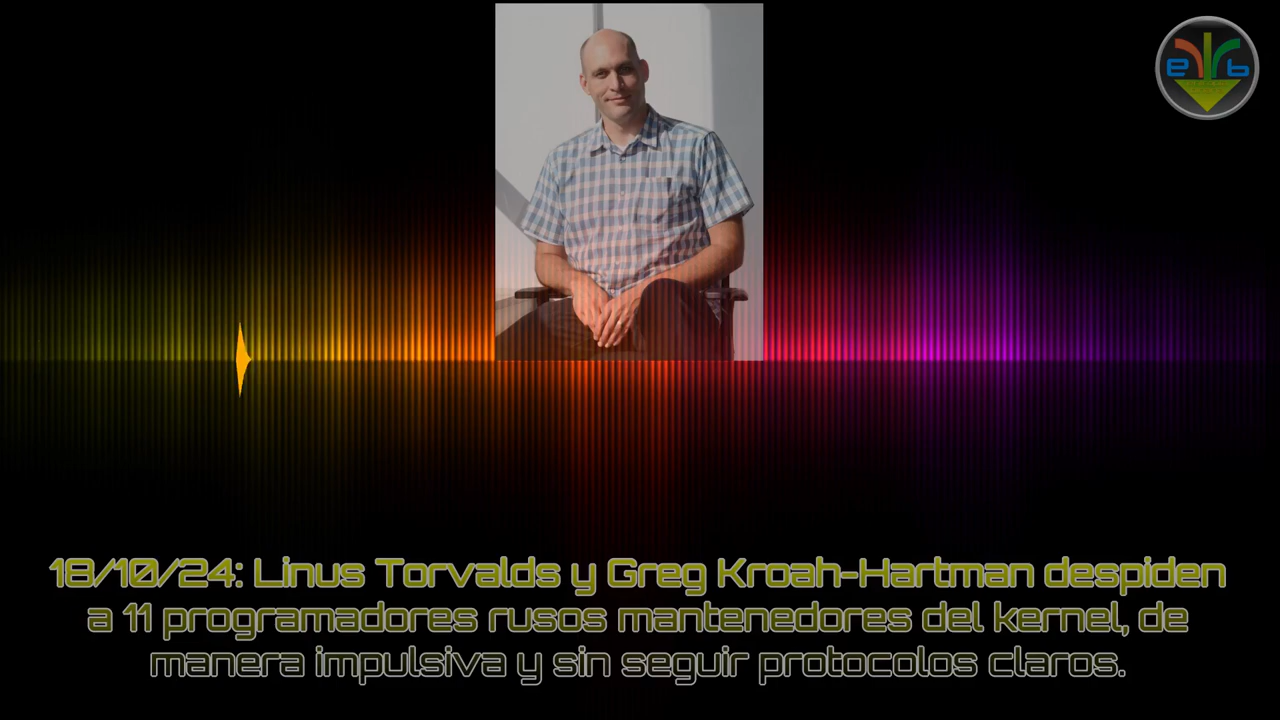 e b
18/10/24: Linus Torvalds y Greg Kroah-Hartman despiden
a 11 programadores rusos mantenedores del kernel, de
manera impulsiva y sin seguir protocolos claros.